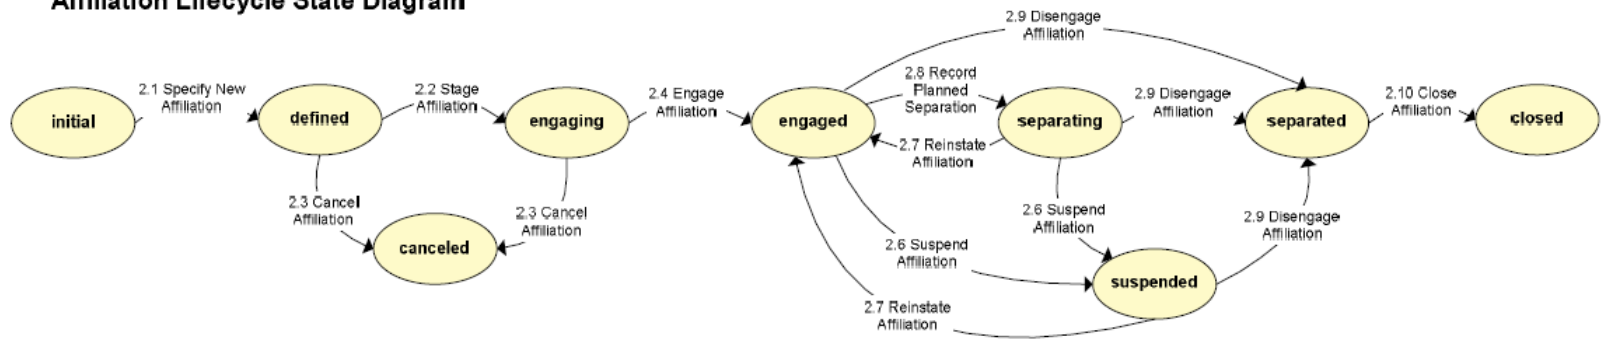 Affiliation Lifecycle State Diagram
2.9 Disengage
Affiliation
2.1 Specify New
Affiliation
2.2 Stage
Affiliation
2.4 Engage
Affiliation
2.8 Record
Planned
Separation
2.9 Disengage
Affiliation
2.10 Close
Affiliation
initial
defined
engaging
engaged
separating
separated
closed
2.7 Reinstate
Affiliation
2.3 Cancel
Affiliation
2.3 Cancel
Affiliation
canceled
2.6 Suspend
Affiliation
2.6 Suspend
Affiliation
2.9 Disengage
Affiliation
suspended
2.7 Reinstate
Affiliation